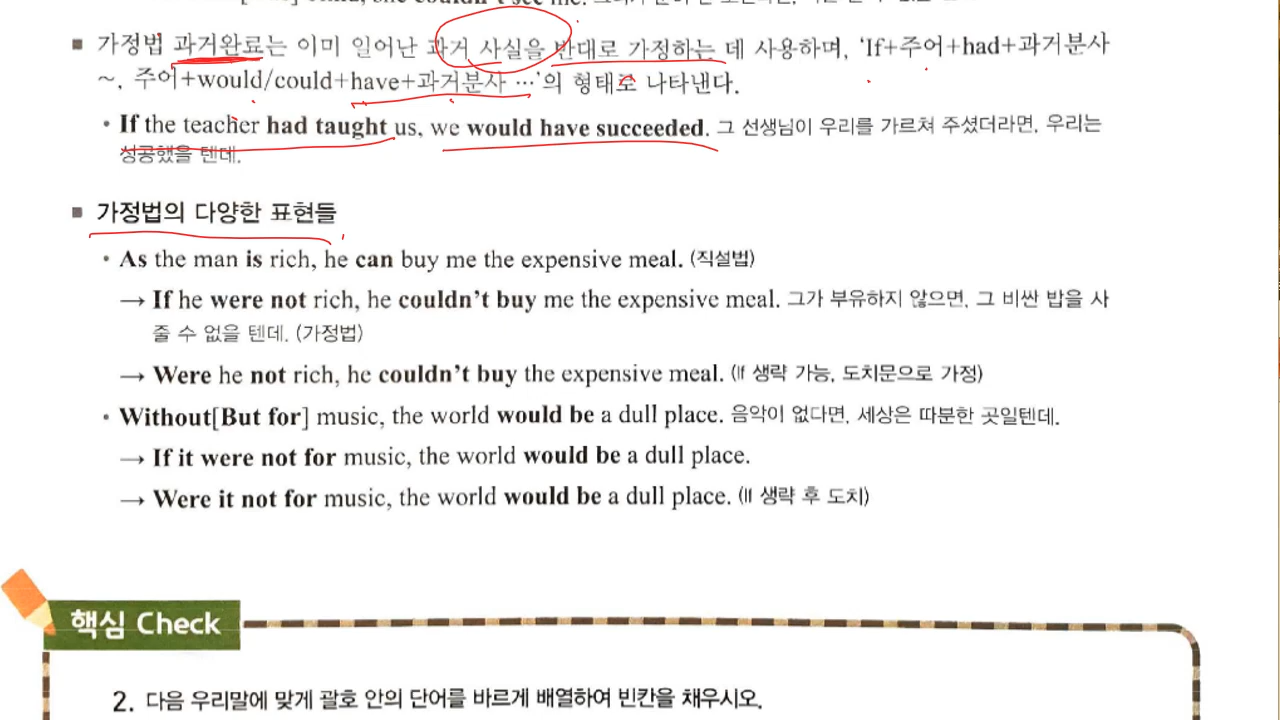 couldn't see me.
▪ 가정법 과거완료는 이미 일어난 과거 사실을 반대로 가정하는 데 사용하며, 'If+주어+had+과거분사
~, 주어+would/could+have+과거분사 …'의 형태로 나타낸다.
• If the teacher had taught us, we would have succeeded. 그 선생님이 우리를 가르쳐 주셨더라면, 우리는
성공했을 텐데.
▪ 가정법의 다양한 표현들
• As the man is rich, he can buy me the expensive meal. (직설법)
→ If he were not rich, he couldn't buy me the expensive meal. 그가 부유하지 않으면, 그 비싼 밥을 사
줄 수 없을 텐데. (가정법)
→ Were he not rich, he couldn't buy the expensive meal. (If 생략 가능, 도치문으로 가정)
• Without[But for] music, the world would be a dull place. 음악이 없다면, 세상은 따분한 곳일텐데.
→ If it were not for music, the world would be a dull place.
→ Were it not for music, the world would be a dull place. (If 생략 후 도치)
핵심 Check
2. 다음 우리말에 맞게 괄호 안의 단어를 바르게 배열하여 빈칸을 채우시오.